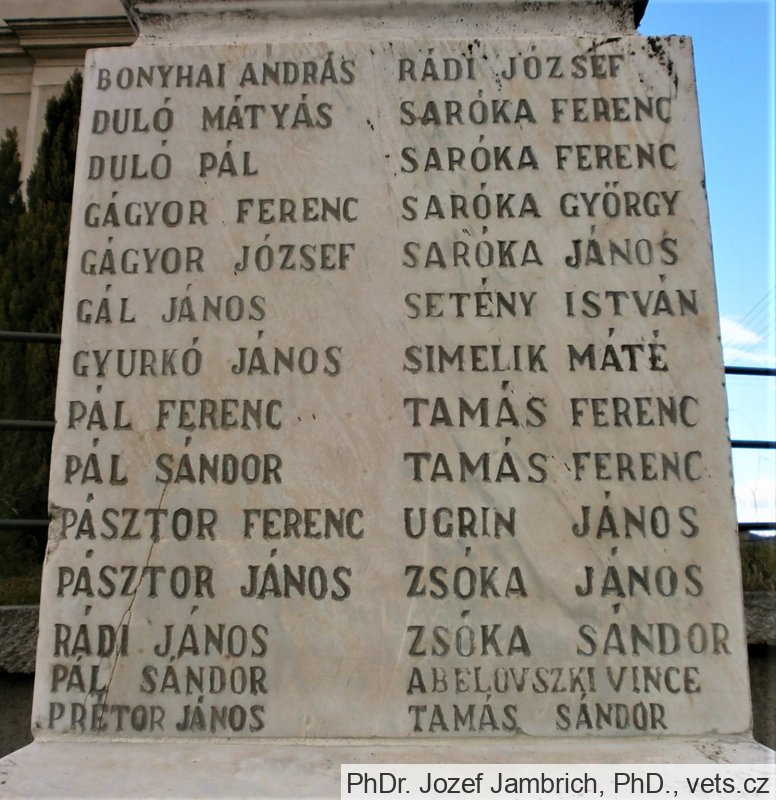 BONYHAI ANDRÁS
DULÓ MÁTYÁS
DULÓ PÁL
GÁGYOR FERENC
GÁGYOR JÓZSEF
GÁL JÁNOS
GYURKÓ JÁNOS
PÁL FERENC
PÁL SÁNDOR
PÁSZTOR FERENC
PÁSZTOR JÁNOS
RÁDI JÁNOS
PÁL SÁNDOR
PRÉTOR JÁNOS
RÁDI JÓZSEF
SARÓKA FERENC
SARÓKA FERENC
SARÓKA GYÖRGY
SARÓKA JÁNOS
SETÉNY ISTVÁN
SIMELIK MÁTÉ
TAMÁS FERENC
TAMÁS FERENC
UGRIN JÁNOS
ZSÓKA JÁNOS
ZSÓKA SÁNDOR
ABELOVSZKI VINCE
TAMÁS SÁNDOR
PhDr. Jozef Jambrich, PhD., vets.cz